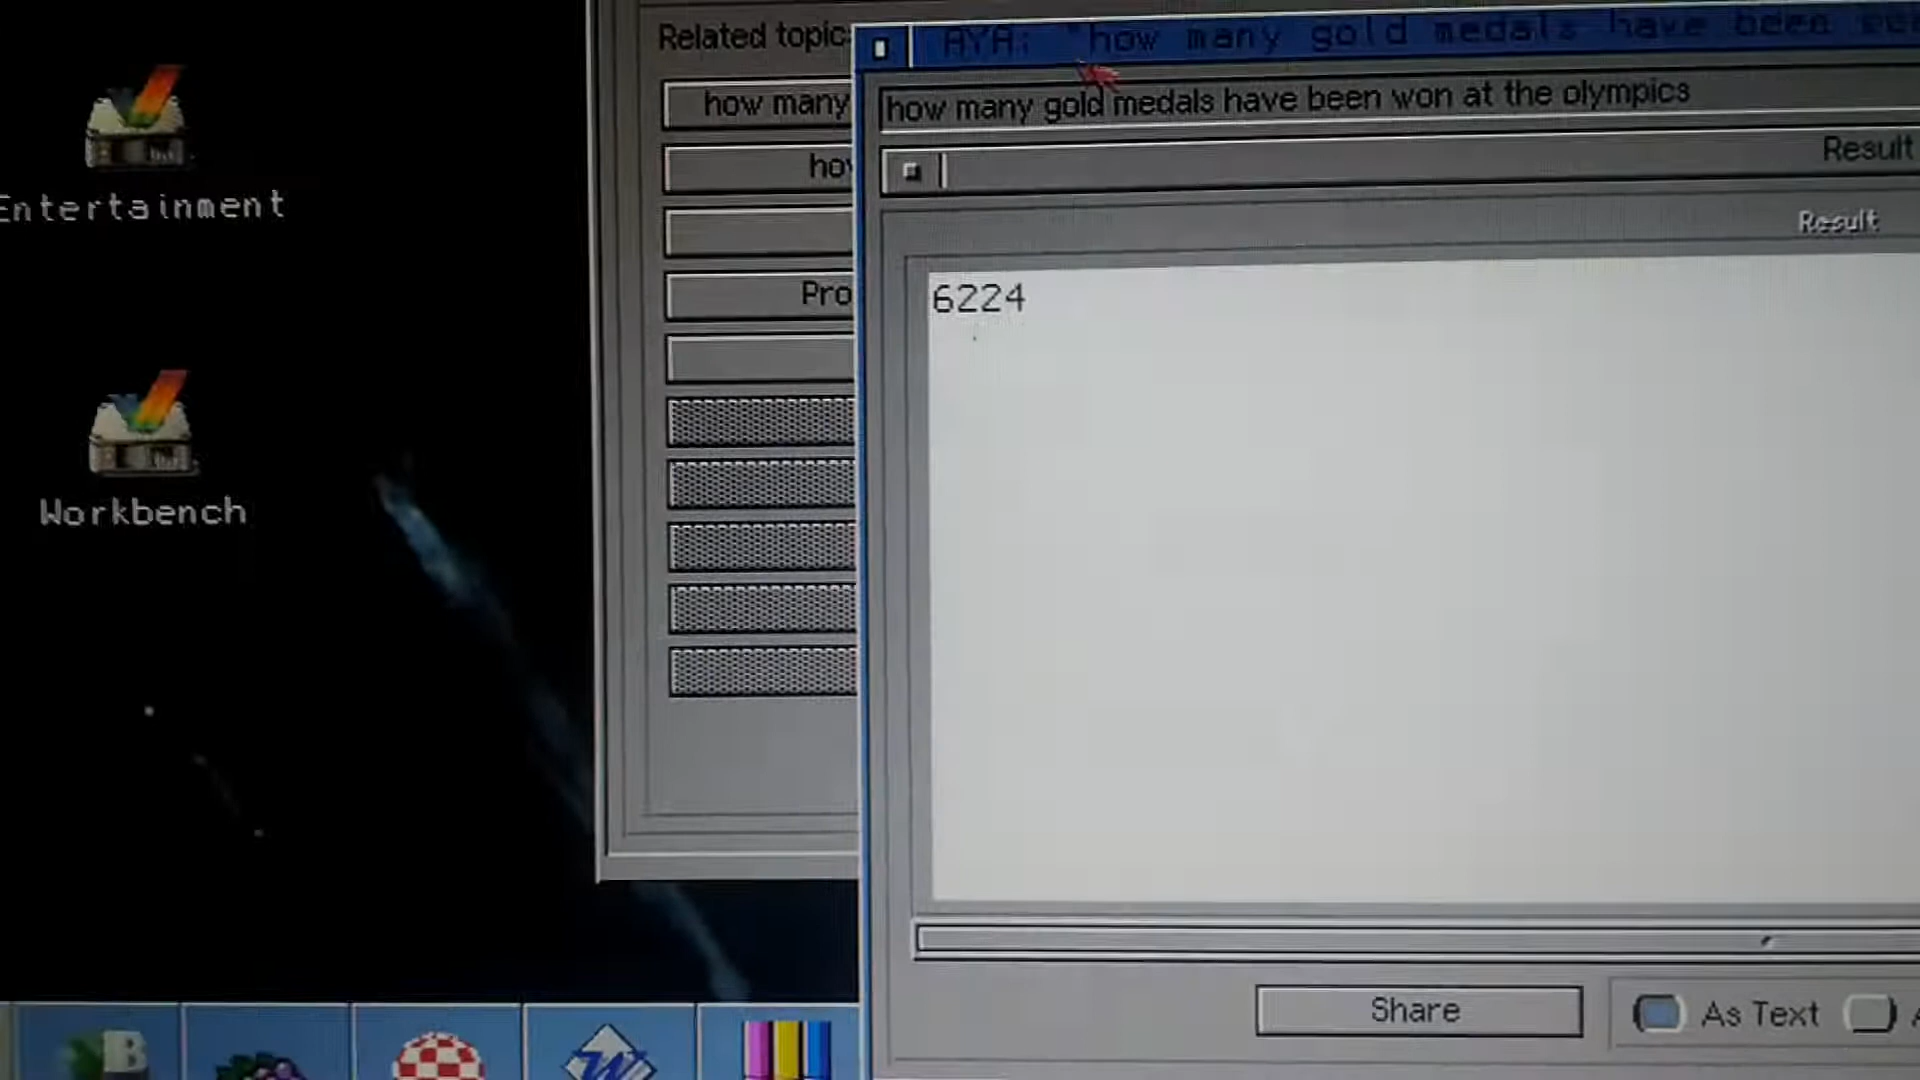 Related topic
AYA: "how many gold medals have been
how many
how many gold medals have been won at the olympics
Result
Result
6224
Pro
Entertainment
Workbench
Share
As Text
B
W